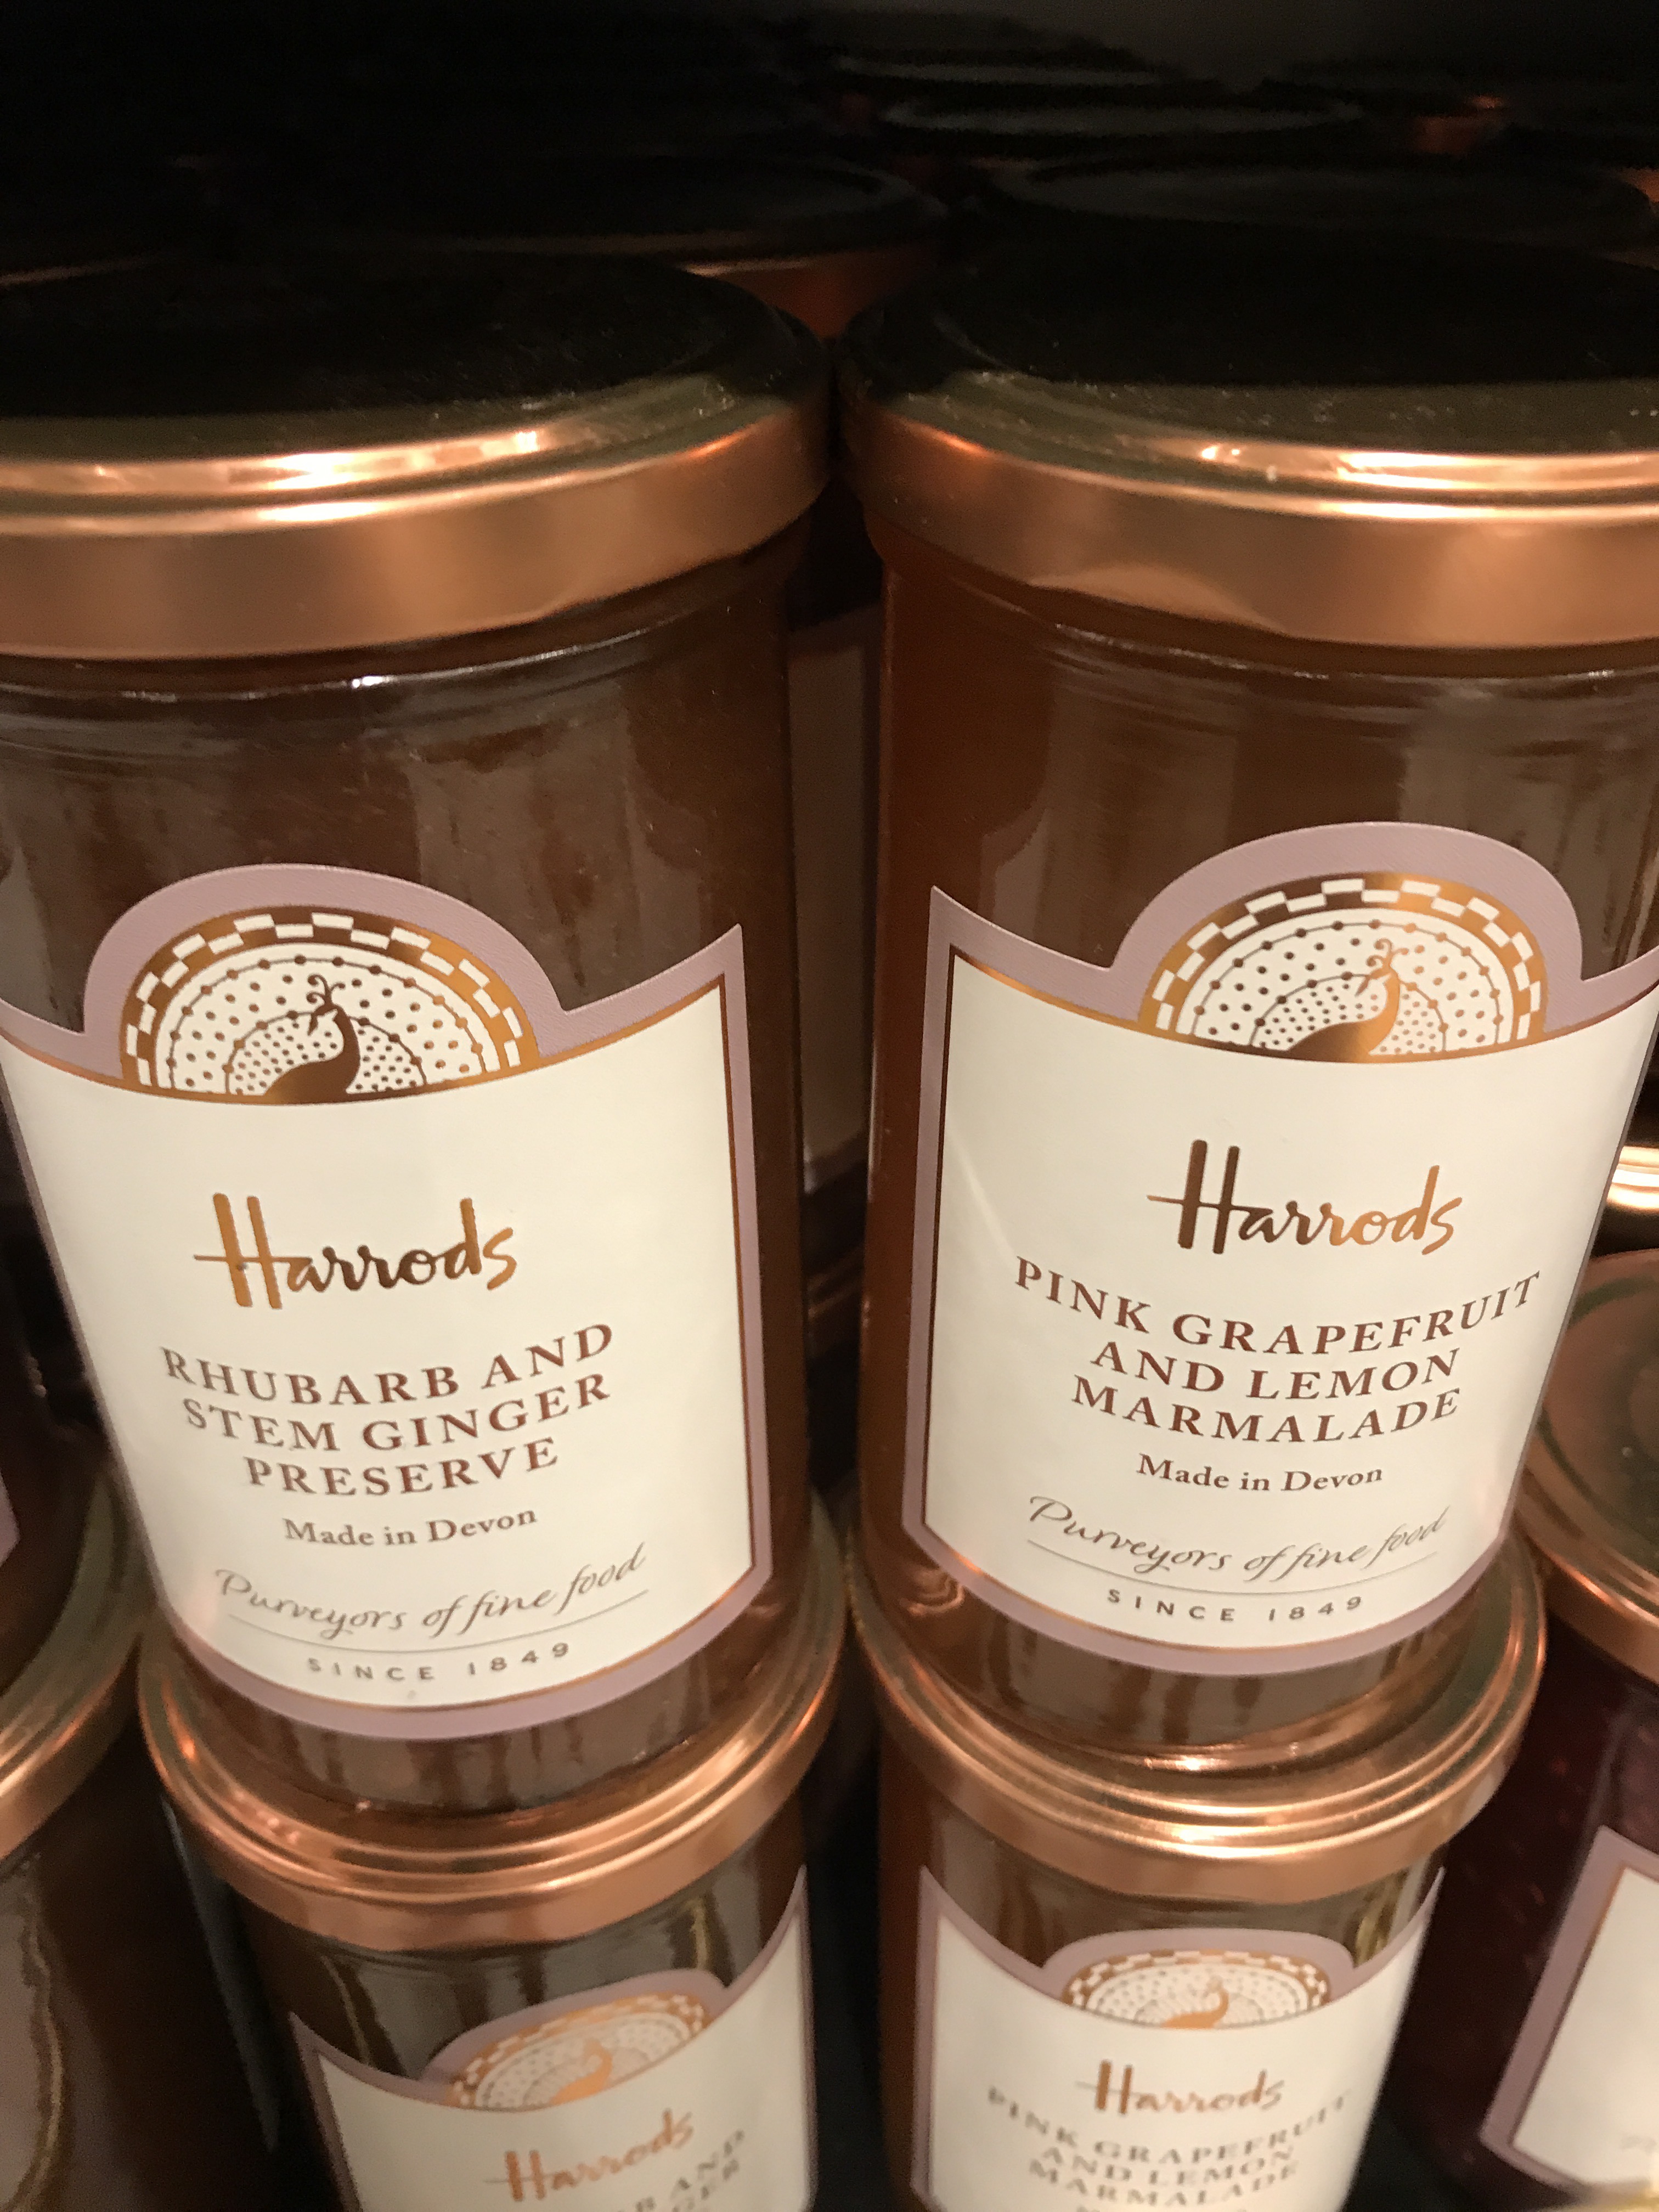 Harrods
RHUBARB AND
STEM GINGER
PRESERVE
Made in Devon
Purveyors of fine food
SINCE 1849
Harrods
PINK GRAPEFRUIT
AND LEMON
MARMALADE
Made in Devon
Purveyors of fine food
SINCE 1849
Harrods
AND
Harrods
PINK GRAPEFRUIT
AND LEMON
MARMALADE